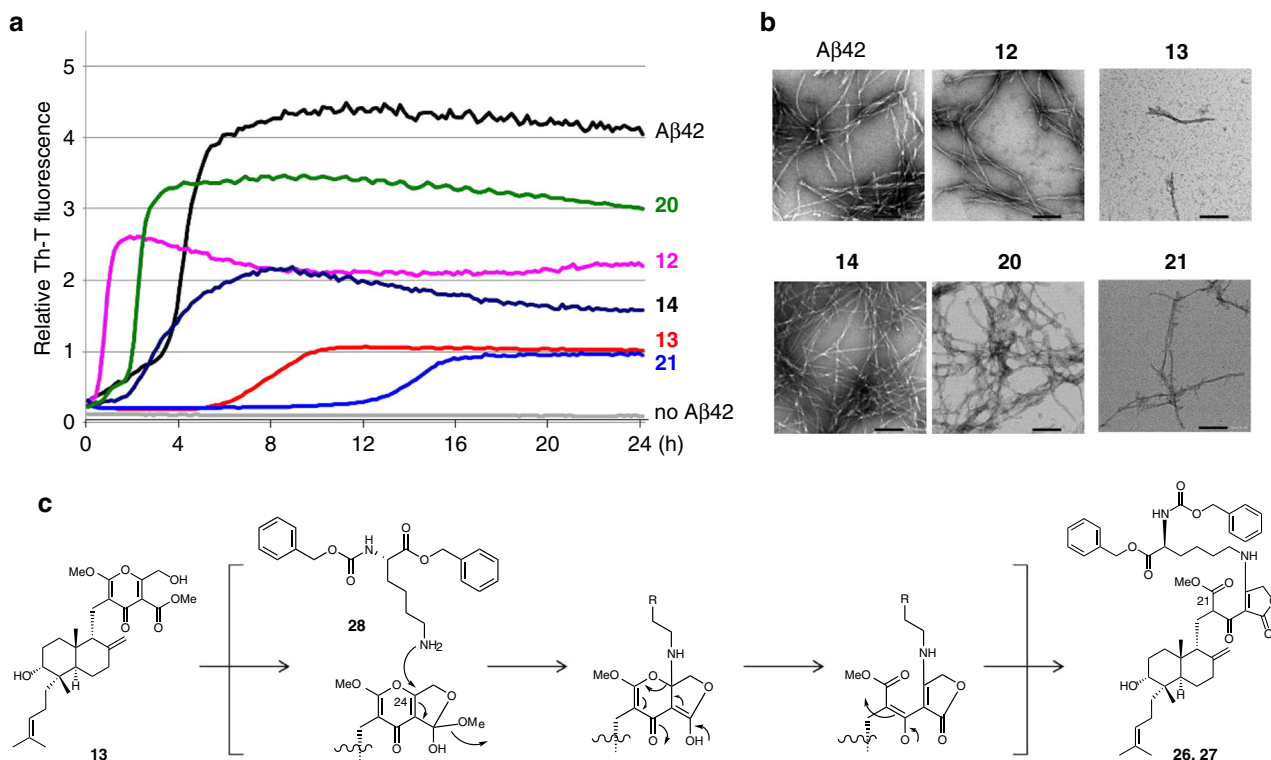 a
Relative Th-T fluorescence
5
4
3
2
1
0
0 4 8 12 16 20 24 (h)
Aβ42
20
12
14
13
21
no Aβ42
b
Aβ42 12 13
14 20 21
c
MeO
O
OH
OMe
O
O
HO
H
13
O
N
H
O
O
O
28
NH2
MeO
O
O
24
OMe
O
OH
R
NH
MeO
O
O
O
OH
R
NH
MeO
O
O
O
O
O
HN
O
O
O
O
H
N
MeO
O
21
O
O
O
HO
H
26, 27